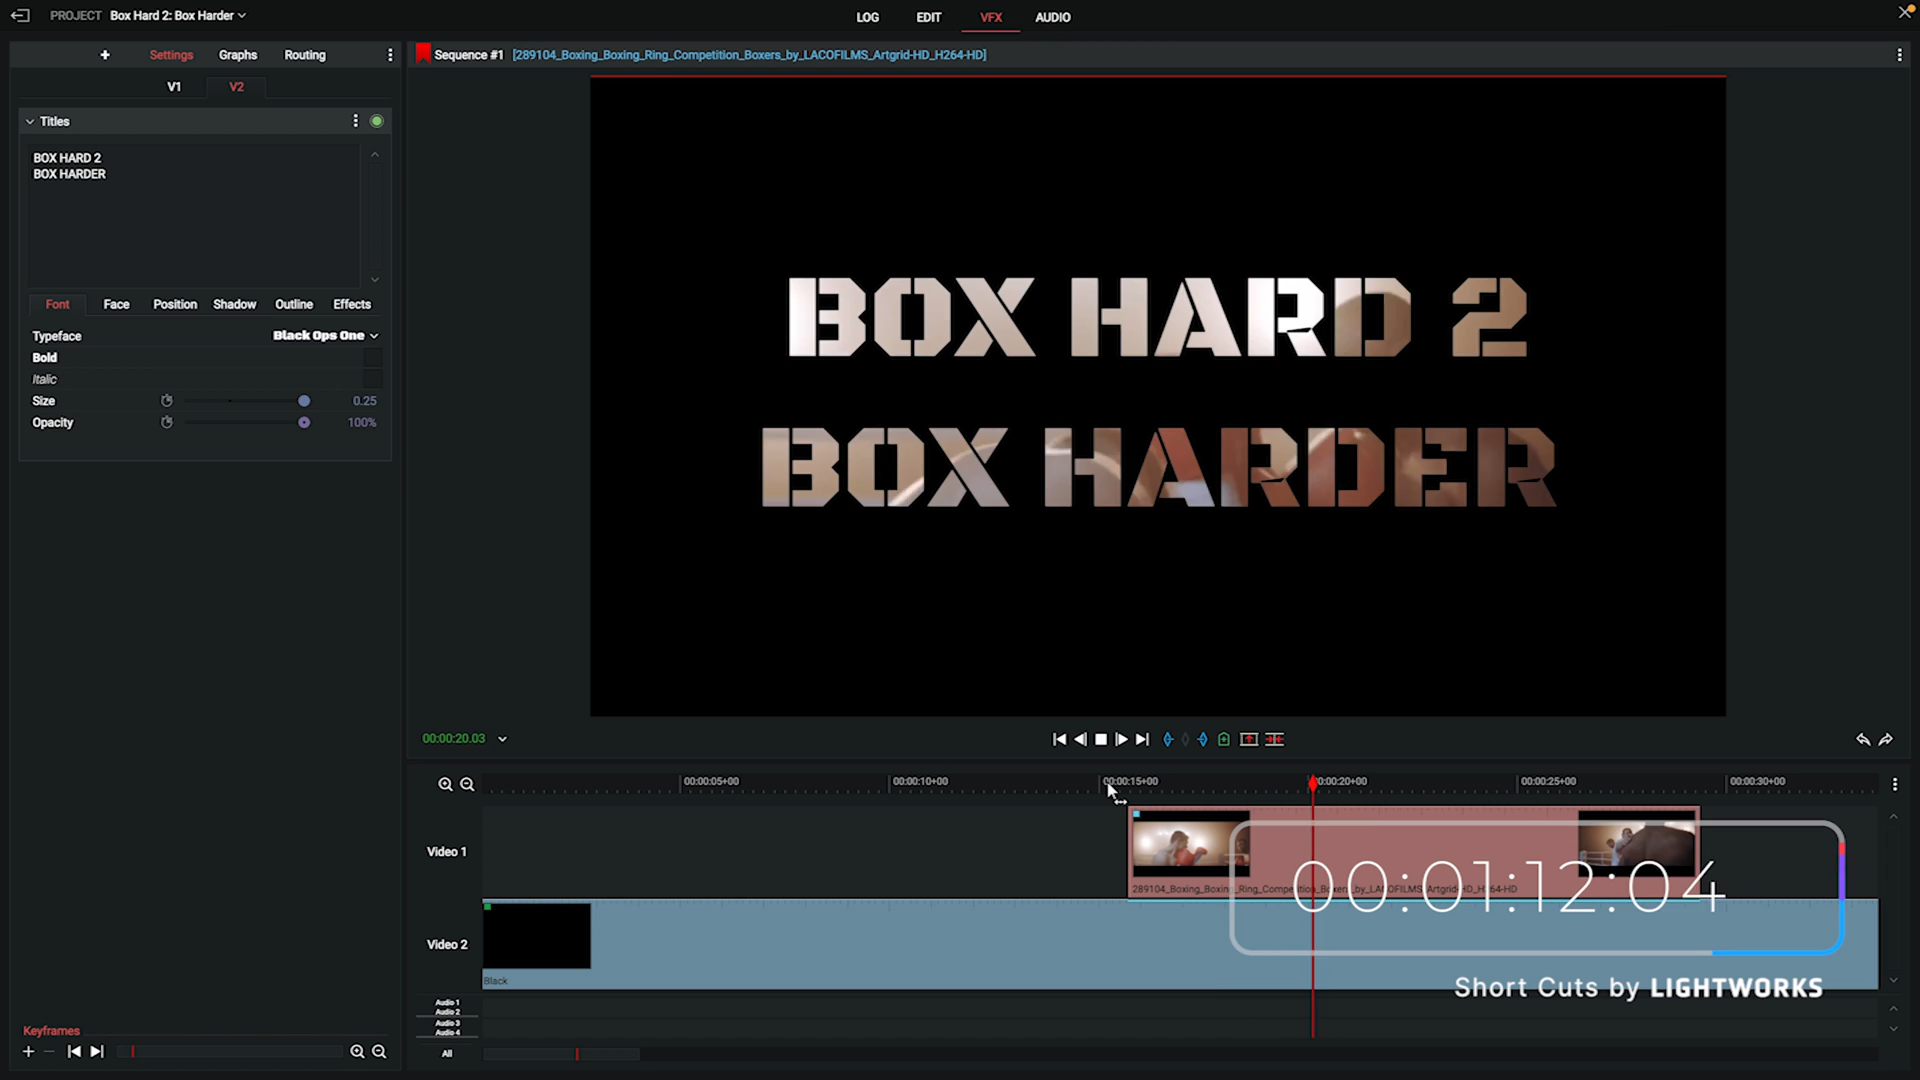 PROJECT Box Hard 2: Box Harder
LOG EDIT VFX AUDIO
Settings Graphs Routing
Sequence #1 [289104_Boxing_Boxing_Ring_Competition_Boxers_by_LACOFILMS_Artgrid-HD_H264-HD]
V1 V2
Titles
BOX HARD 2
BOX HARDER
Font Face Position Shadow Outline Effects
Typeface Black Ops One
Bold
Italic
Size 0.25
Opacity 100%
BOX HARD 2
BOX HARDER
00:00:20.03
00:00:05+00 00:00:10+00 00:00:15+00 00:00:20+00 00:00:25+00 00:00:30+00
Video 1
289104_Boxing_Boxing_Ring_Competition_Boxers_by_LACOFILMS_Artgrid-HD_H264-HD
00:01:12:04
Video 2
Black
Short Cuts by LIGHTWORKS
Audio 1
Audio 2
Audio 3
Audio 4
All
Keyframes